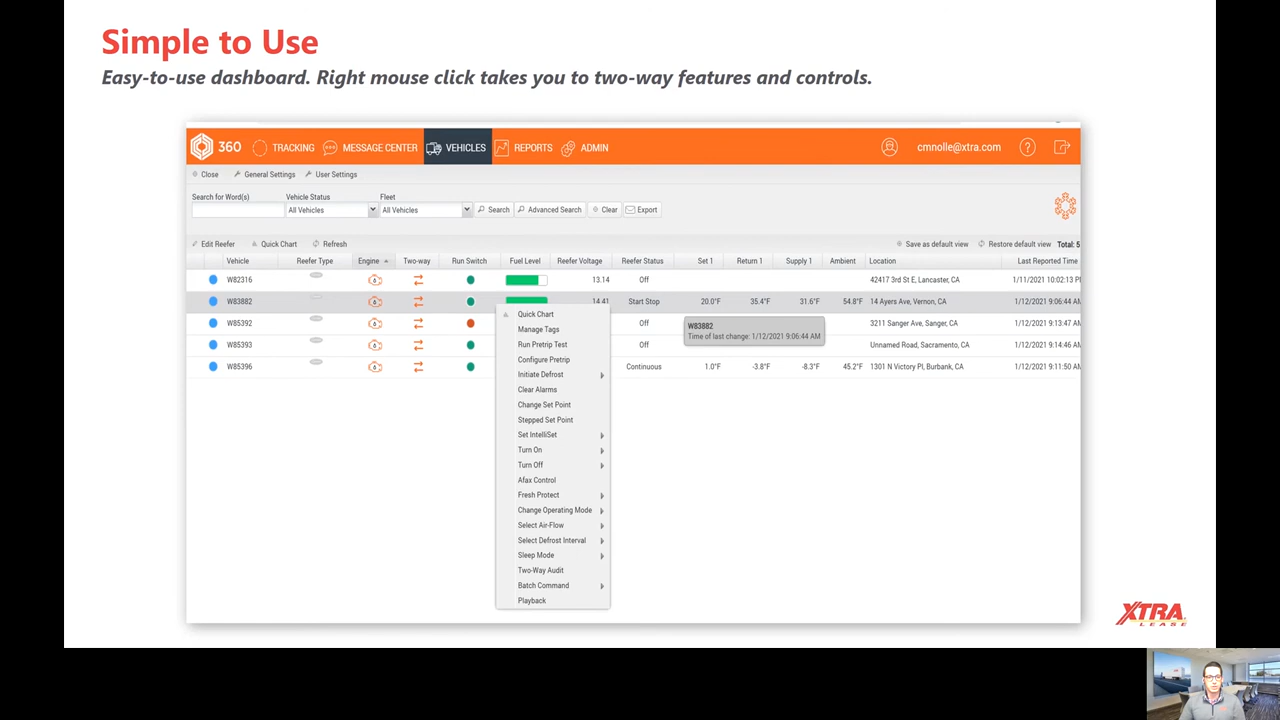 Simple to Use
Easy-to-use dashboard. Right mouse click takes you to two-way features and controls.
360 TRACKING MESSAGE CENTER VEHICLES REPORTS ADMIN cmnolle@xtra.com ?
Close General Settings User Settings
Search for Word(s) Vehicle Status Fleet
All Vehicles All Vehicles Search Advanced Search Clear Export
Edit Reefer Quick Chart Refresh Save as default view Restore default view Total: 5
Vehicle Reefer Type Engine Two-way Run Switch Fuel Level Reefer Voltage Reefer Status Set 1 Return 1 Supply 1 Ambient Location Last Reported Time
W82316 13.14 Off 42417 3rd St E, Lancaster, CA 1/11/2021 10:02:13 P
W83882 14.41 Start Stop 20.0°F 35.4°F 31.6°F 54.8°F 14 Ayers Ave, Vernon, CA 1/12/2021 9:06:44 AM
W85392 Off 3211 Sanger Ave, Sanger, CA 1/12/2021 9:13:47 AM
W85393 Off Unnamed Road, Sacramento, CA 1/12/2021 9:14:46 AM
W85396 Continuous 1.0°F -3.8°F -8.3°F 45.2°F 1301 N Victory Pl, Burbank, CA 1/12/2021 9:11:50 AM
W83882
Time of last change: 1/12/2021 9:06:44 AM
Quick Chart
Manage Tags
Run Pretrip Test
Configure Pretrip
Initiate Defrost
Clear Alarms
Change Set Point
Stepped Set Point
Set IntelliSet
Turn On
Turn Off
Afax Control
Fresh Protect
Change Operating Mode
Select Air-Flow
Select Defrost Interval
Sleep Mode
Two-Way Audit
Batch Command
Playback
XTRA
LEASE